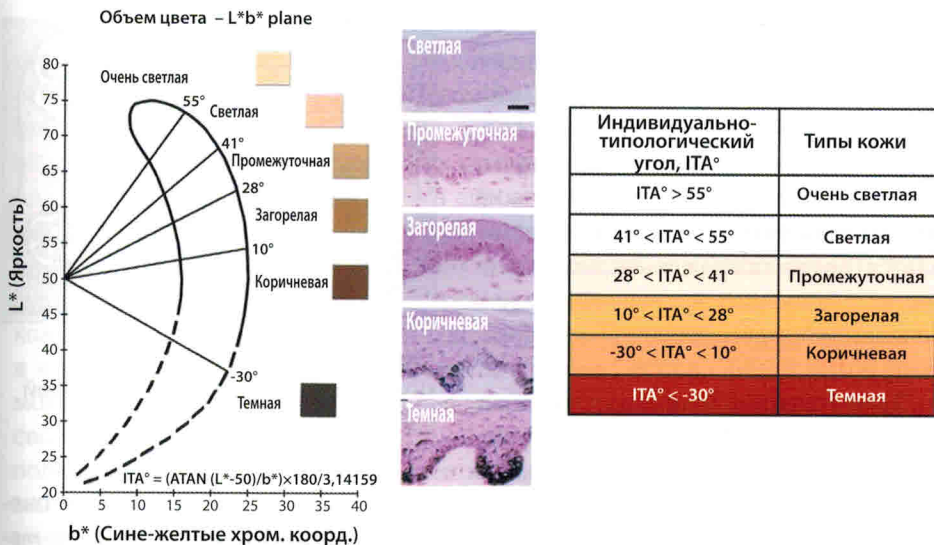 Объем цвета – L*b* plane
L* (Яркость)
80
75
70
65
60
55
50
45
40
35
30
25
20
0
5
10
15
20
25
30
35
40
b* (Сине-желтые хром. коорд.)
Очень светлая
55°
Светлая
41°
Промежуточная
28°
Загорелая
10°
Коричневая
-30°
Темная
ITA° = (ATAN (L*-50)/b*)×180/3,14159
Светлая
Промежуточная
Загорелая
Коричневая
Темная
Индивидуально-
типологический
угол, ITA°
Типы кожи
ITA° > 55°
Очень светлая
41° < ITA° < 55°
Светлая
28° < ITA° < 41°
Промежуточная
10° < ITA° < 28°
Загорелая
-30° < ITA° < 10°
Коричневая
ITA° < -30°
Темная